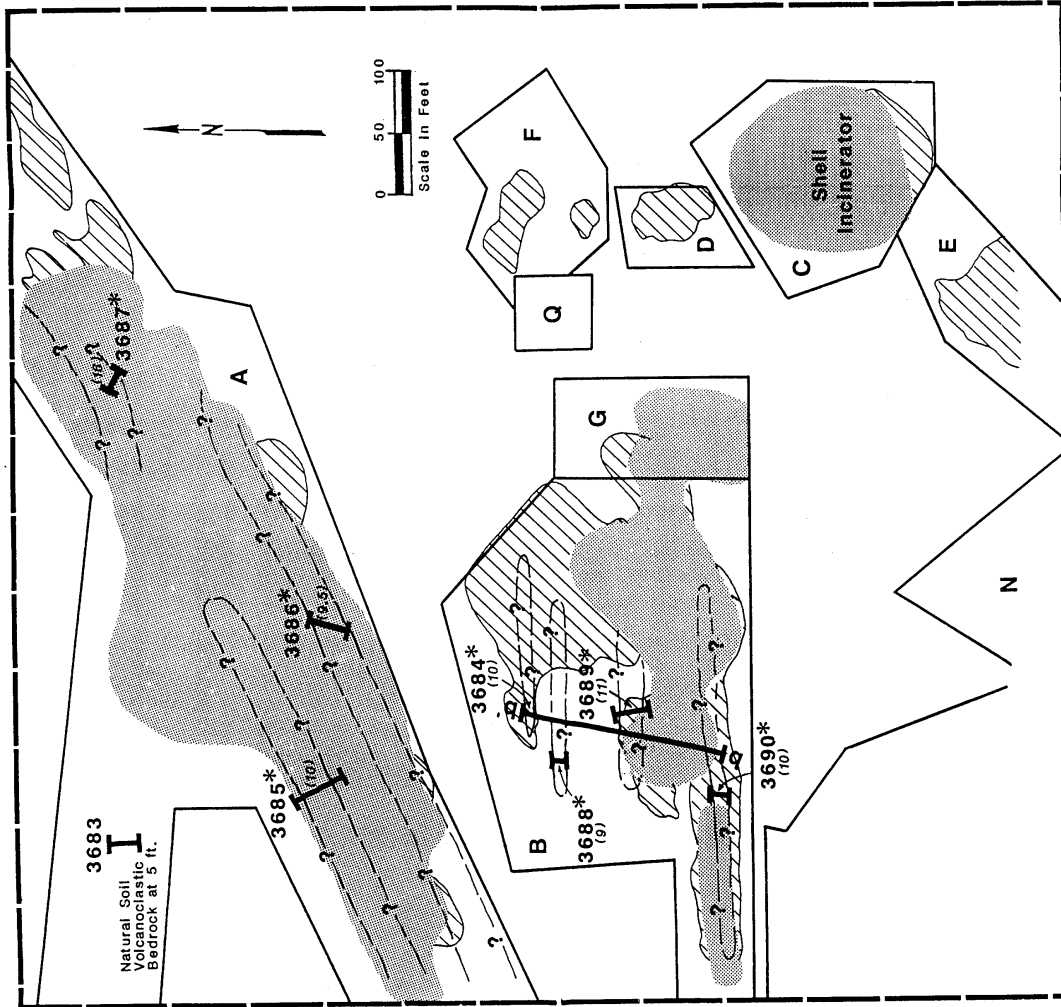 3683
Natural Soil
Volcanoclastic
Bedrock at 5 ft.
3685*
(10)
3686*
(9.5)
3687*
A
N
0 50 100
Scale In Feet
B
3684*
(10)
3688*
(9)
3689*
(11)
3690*
(10)
G
Q
F
D
C
Shell
Incinerator
E
N
? ? ? ? ? ? ? ? ? ? ? ? ? ? ? ?
? ? ? ? ? ? ? ? ? ? ?